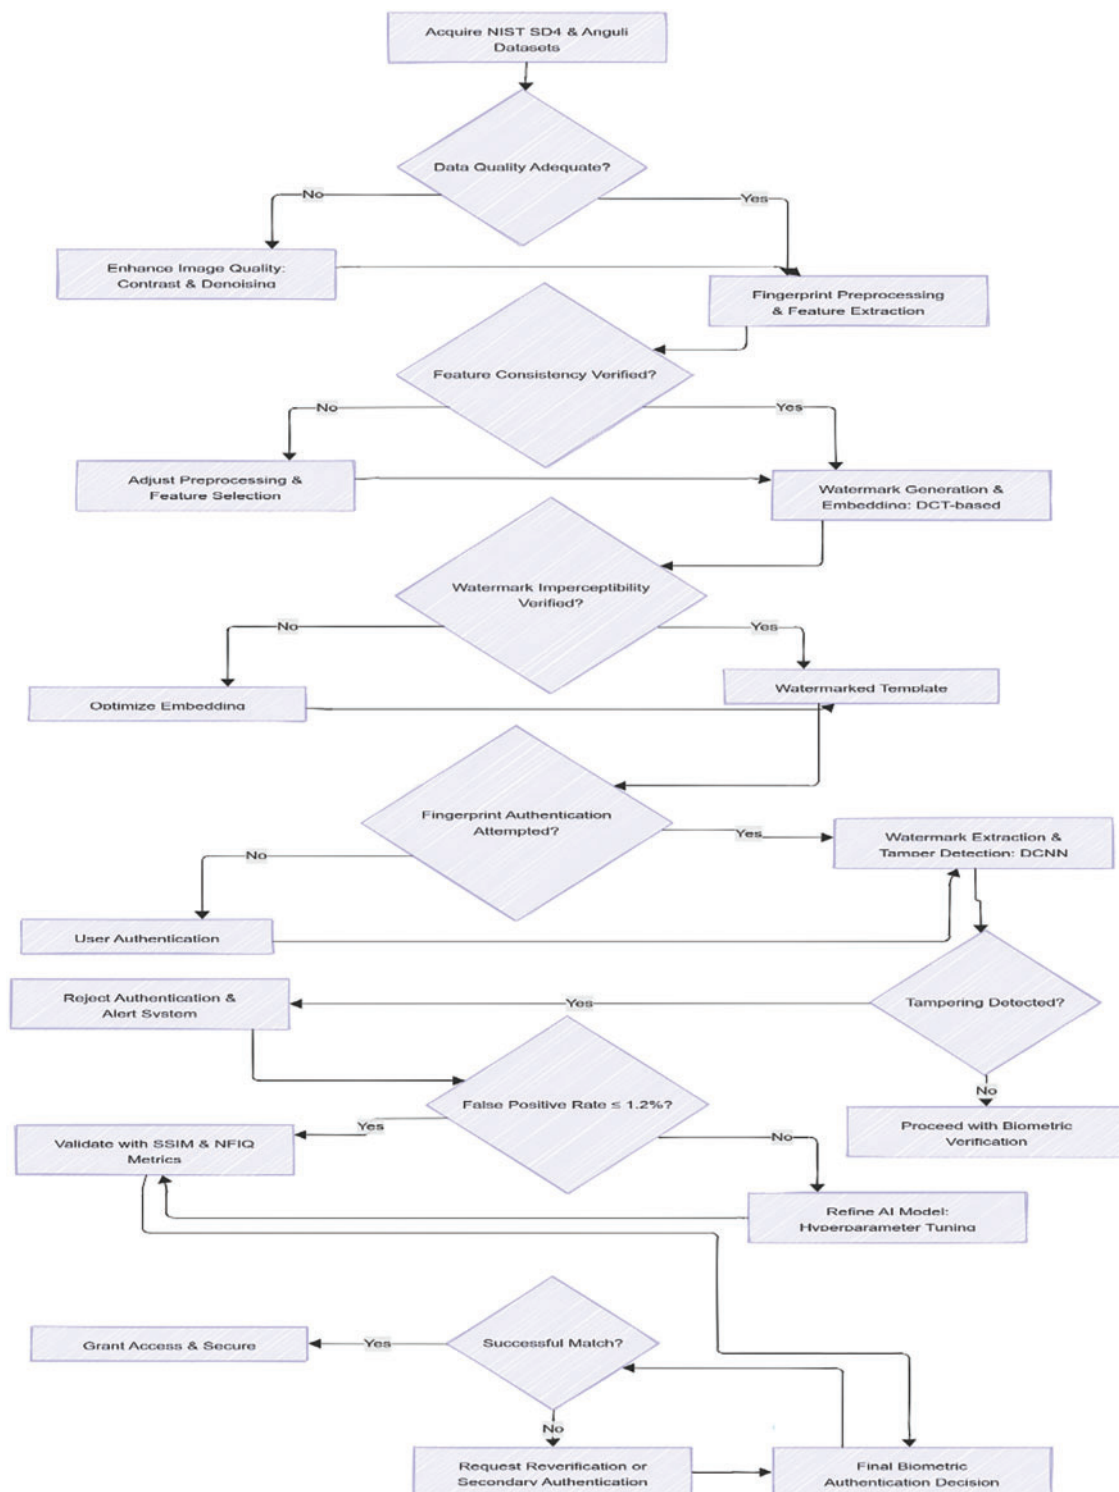 Acquire NIST SD4 & Anguli
Datasets
Data Quality Adequate?
No
Yes
Enhance Image Quality:
Contrast & Denoising
Fingerprint Preprocessing
& Feature Extraction
Feature Consistency Verified?
No
Yes
Adjust Preprocessing &
Feature Selection
Watermark Generation &
Embedding: DCT-based
Watermark Imperceptibility
Verified?
No
Yes
Watermarked Template
Optimize Embedding
Fingerprint Authentication
Attempted?
Yes
Watermark Extraction &
Tamper Detection: DCNN
No
User Authentication
Reject Authentication &
Alert System
Yes
Tampering Detected?
False Positive Rate ≤ 1.2%?
No
Proceed with Biometric
Verification
Yes
Validate with SSIM & NFIQ
Metrics
No
Refine AI Model:
Hyperparameter Tuning
Grant Access & Secure
Yes
Successful Match?
No
Request Reverification or
Secondary Authentication
Final Biometric
Authentication Decision